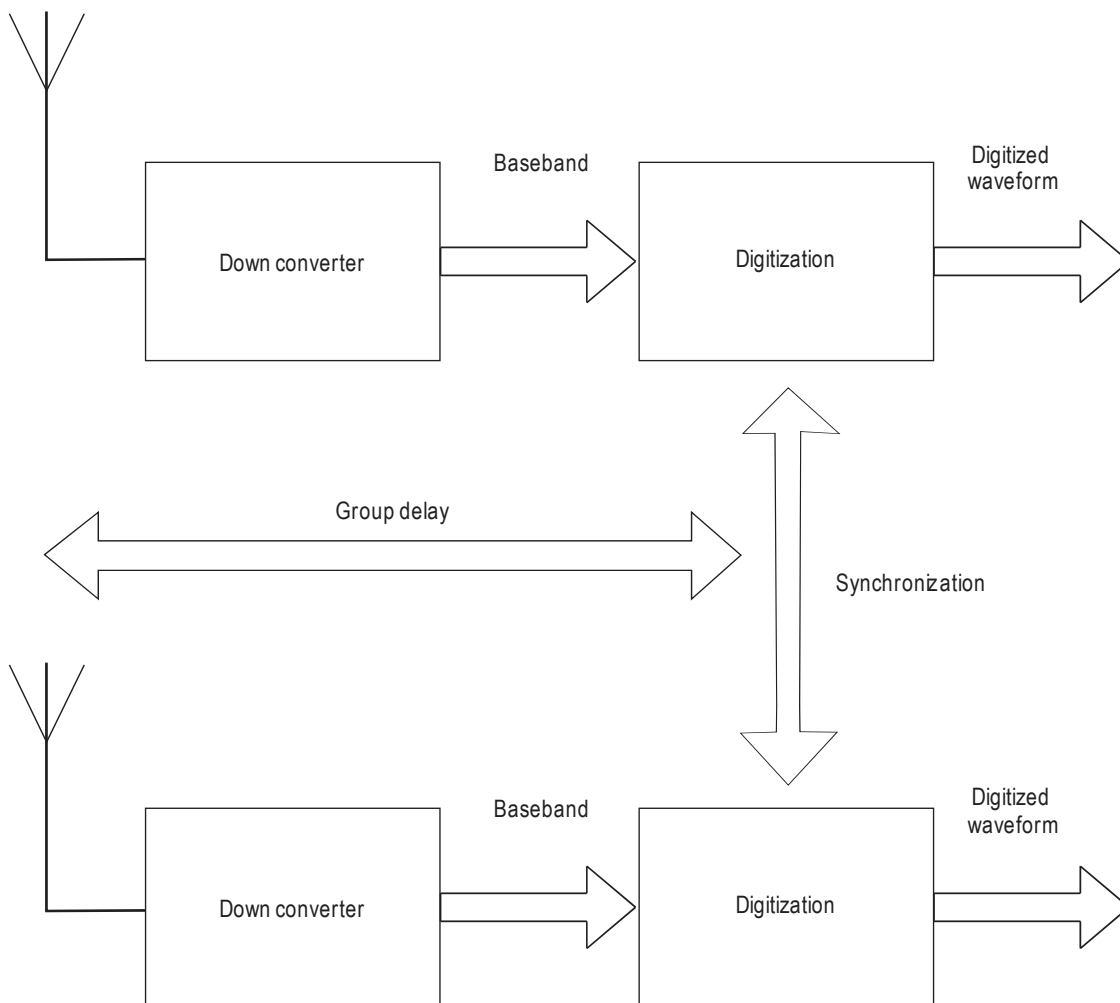 Baseband
Digitized
waveform
Down converter
Digitization
Group delay
Synchronization
Baseband
Digitized
waveform
Down converter
Digitization